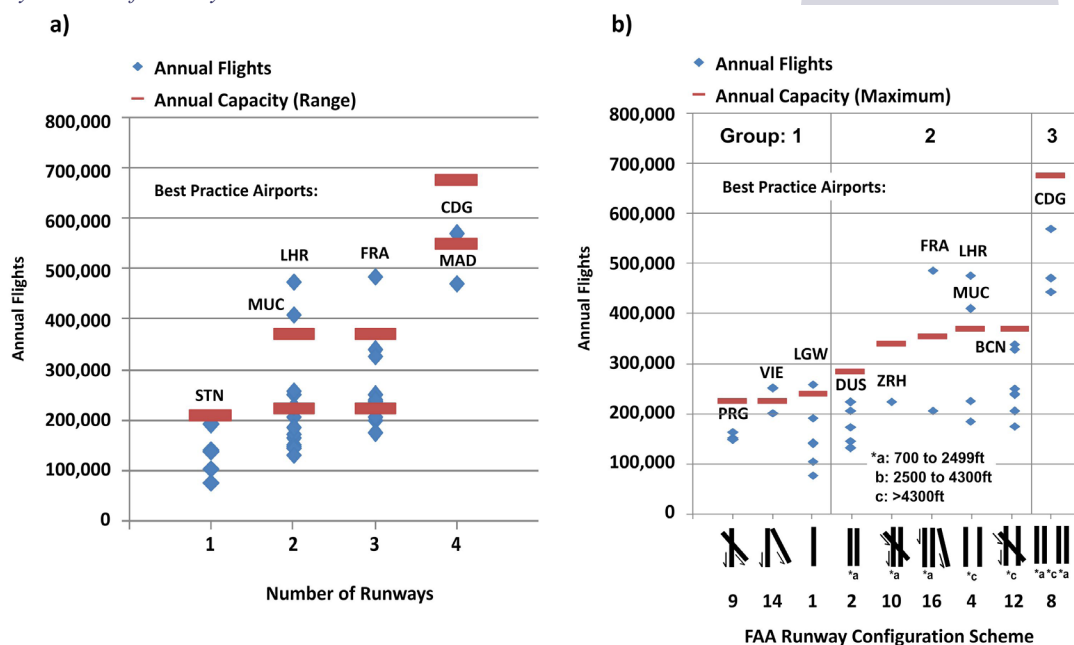 a)
Annual Flights
Annual Capacity (Range)
800,000
700,000
600,000
500,000
400,000
300,000
200,000
100,000
0
Annual Flights
Best Practice Airports:
STN
MUC
LHR
FRA
CDG
MAD
1 2 3 4
Number of Runways
b)
Annual Flights
Annual Capacity (Maximum)
800,000
700,000
600,000
500,000
400,000
300,000
200,000
100,000
0
Annual Flights
Group: 1 2 3
Best Practice Airports:
PRG
VIE
LGW
DUS
ZRH
FRA
LHR
MUC
BCN
CDG
*a: 700 to 2499ft
b: 2500 to 4300ft
c: >4300ft
*a *a *a *c *c *a *c *a
9 14 1 2 10 16 4 12 8
FAA Runway Configuration Scheme